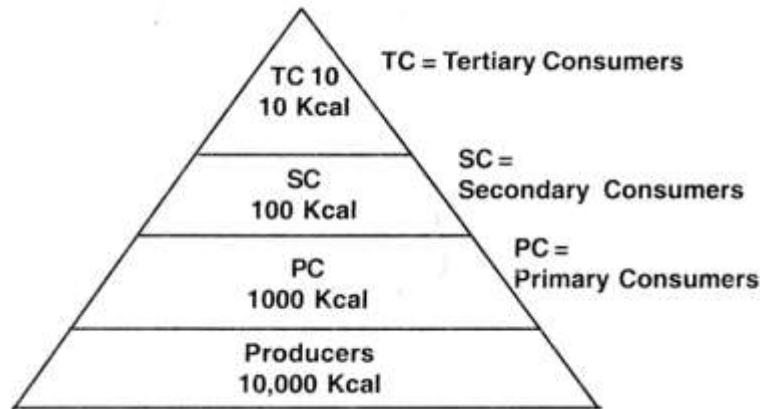 TC 10
10 Kcal
TC = Tertiary Consumers
SC
100 Kcal
SC =
Secondary Consumers
PC
1000 Kcal
PC =
Primary Consumers
Producers
10,000 Kcal